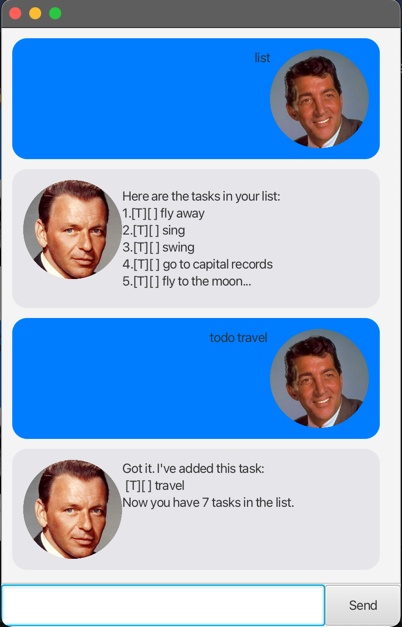 list
Here are the tasks in your list:
1.[T][ ] fly away
2.[T][ ] sing
3.[T][ ] swing
4.[T][ ] go to capital records
5.[T][ ] fly to the moon...
todo travel
Got it. I've added this task:
[T][ ] travel
Now you have 7 tasks in the list.
Send